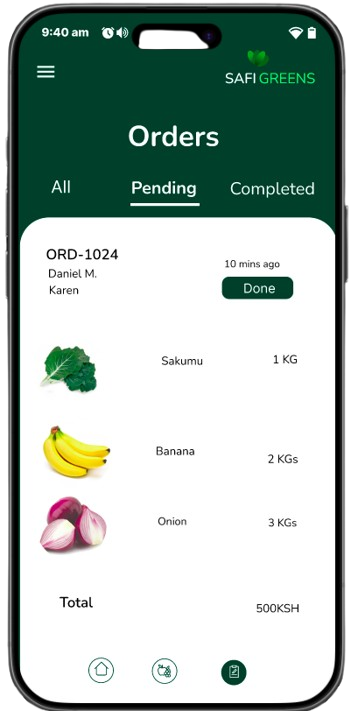 9:40 am
SAFI GREENS
Orders
All Pending Completed
ORD-1024
10 mins ago
Daniel M.
Karen
Done
Sakumu 1 KG
Banana 2 KGs
Onion 3 KGs
Total 500KSH